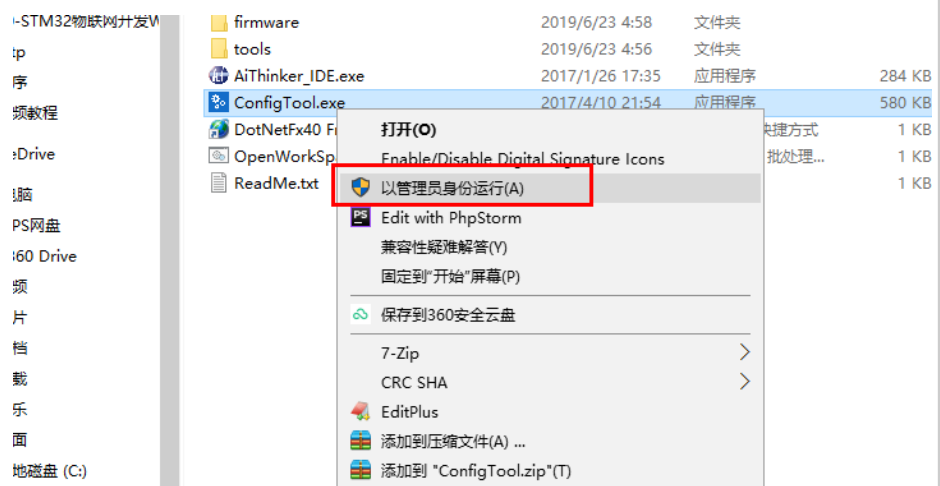 -STM32物联网开发W
firmware 2019/6/23 4:58 文件夹
tp
tools 2019/6/23 4:56 文件夹
序
AiThinker_IDE.exe 2017/1/26 17:35 应用程序 284 KB
频教程
ConfigTool.exe 2017/4/10 21:54 应用程序 580 KB
DotNetFx40 Fr 捷方式 1 KB
eDrive
OpenWorkSp 批处理... 1 KB
ReadMe.txt 1 KB
脑
PS网盘
360 Drive
频
片
档
载
乐
面
地磁盘 (C:)
打开(O)
Enable/Disable Digital Signature Icons
以管理员身份运行(A)
PS Edit with PhpStorm
兼容性疑难解答(Y)
固定到"开始"屏幕(P)
保存到360安全云盘
7-Zip
CRC SHA
EditPlus
添加到压缩文件(A) ...
添加到 "ConfigTool.zip"(T)